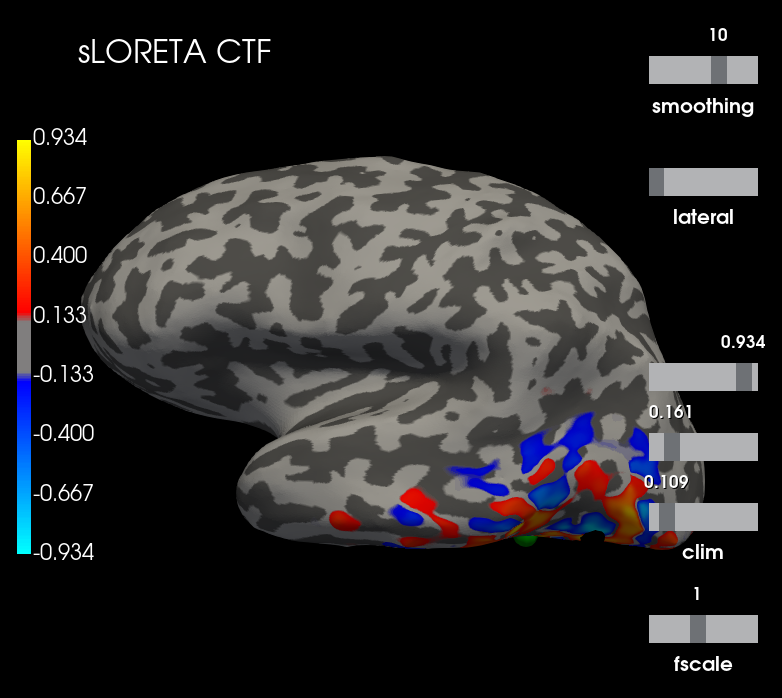 sLORETA CTF
0.934
0.667
0.400
0.133
-0.133
-0.400
-0.667
-0.934
10
smoothing
lateral
0.934
0.161
0.109
clim
1
fscale